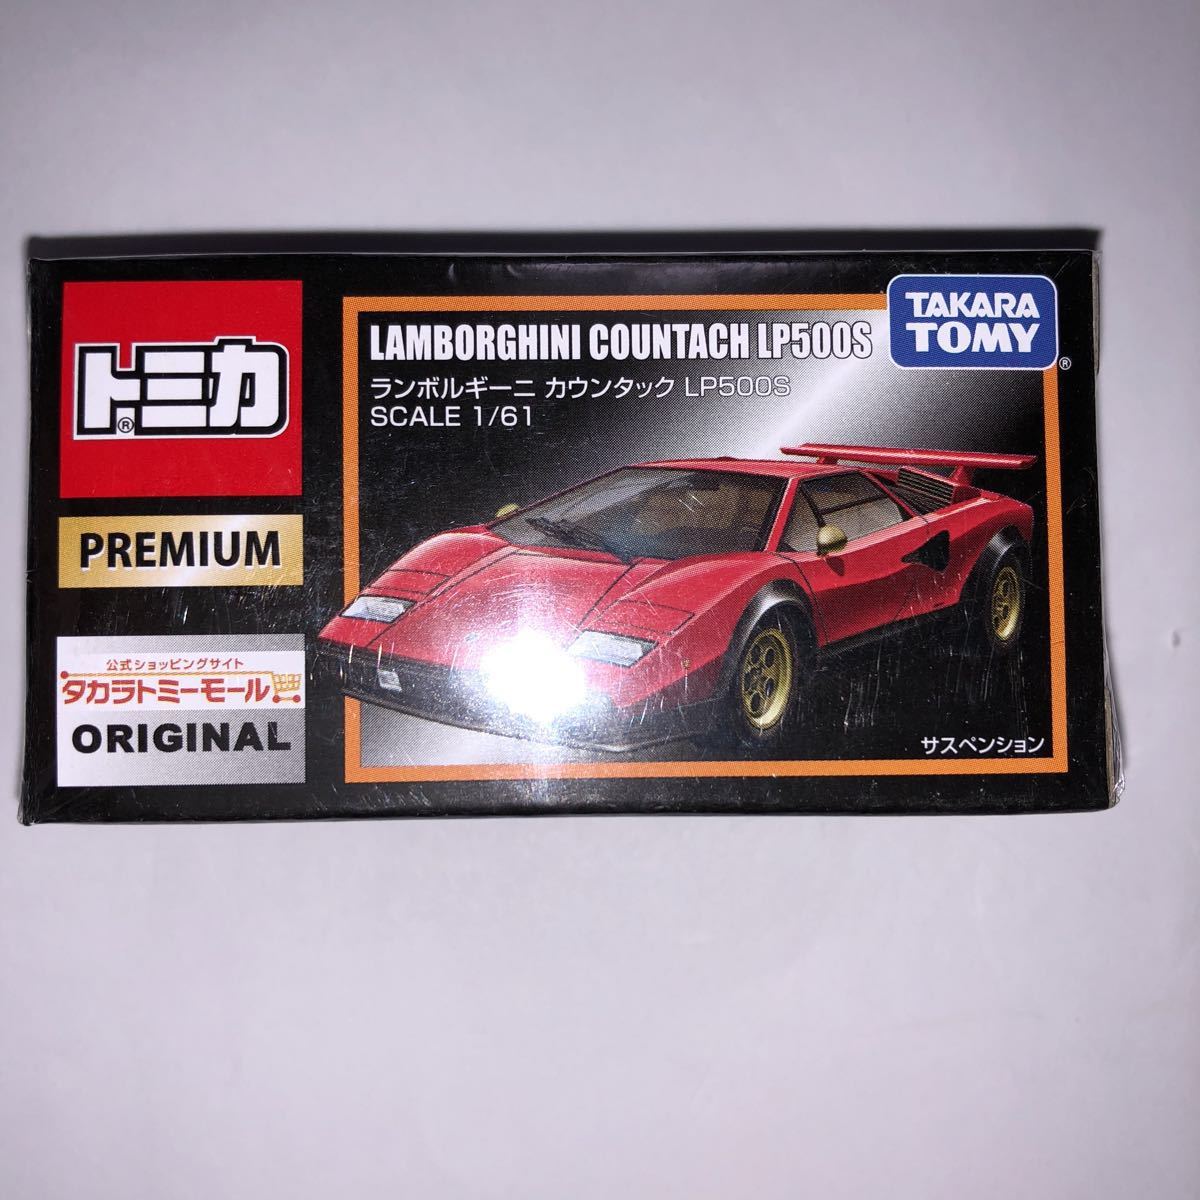 トミカ®
PREMIUM
公式ショッピングサイト
タカラトミーモール
ORIGINAL
LAMBORGHINI COUNTACH LP500S
ランボルギーニ カウンタック LP500S
SCALE 1/61
TAKARA
TOMY®
サスペンション